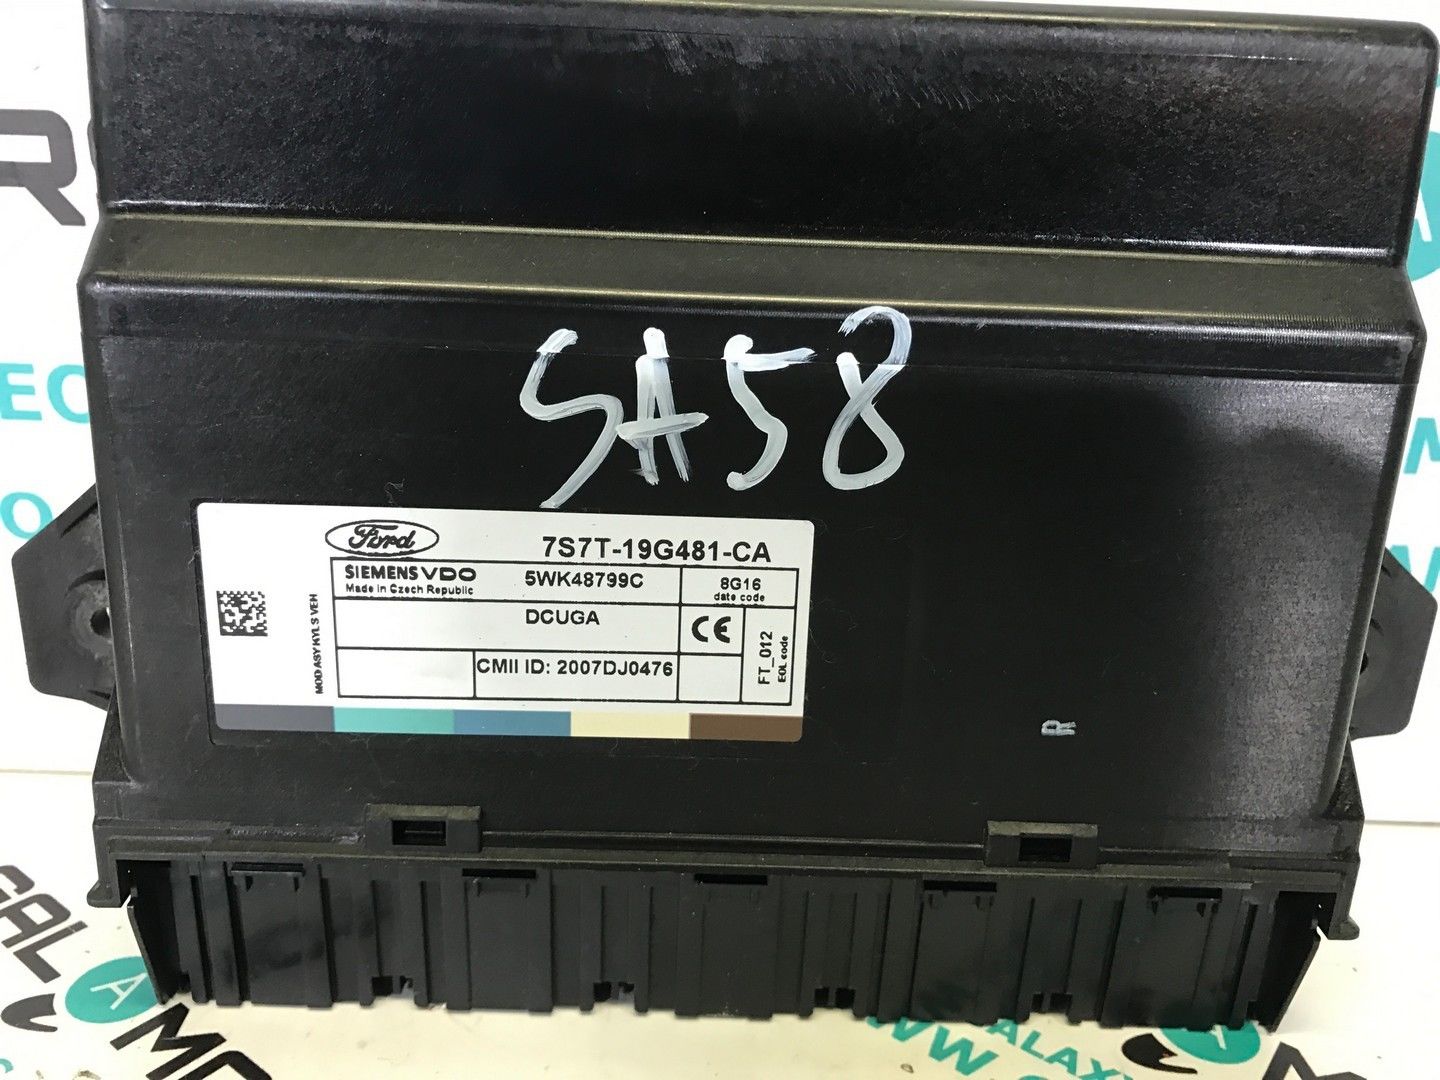 SA58
Ford
7S7T-19G481-CA
SIEMENS VDO
Made in Czech Republic
5WK48799C
8G16
date code
DCUGA
CE
FT_012
EOL code
CMII ID: 2007DJ0476
MOD ASY KYLS VEH
R